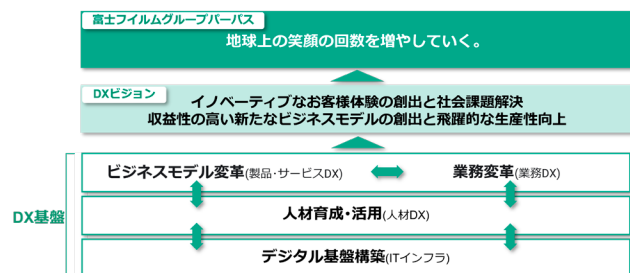 富士フイルムグループパーパス
地球上の笑顔の回数を増やしていく。
DXビジョン
イノベーティブなお客様体験の創出と社会課題解決
収益性の高い新たなビジネスモデルの創出と飛躍的な生産性向上
DX基盤
ビジネスモデル変革(製品・サービスDX)
業務変革(業務DX)
人材育成・活用(人材DX)
デジタル基盤構築(ITインフラ)